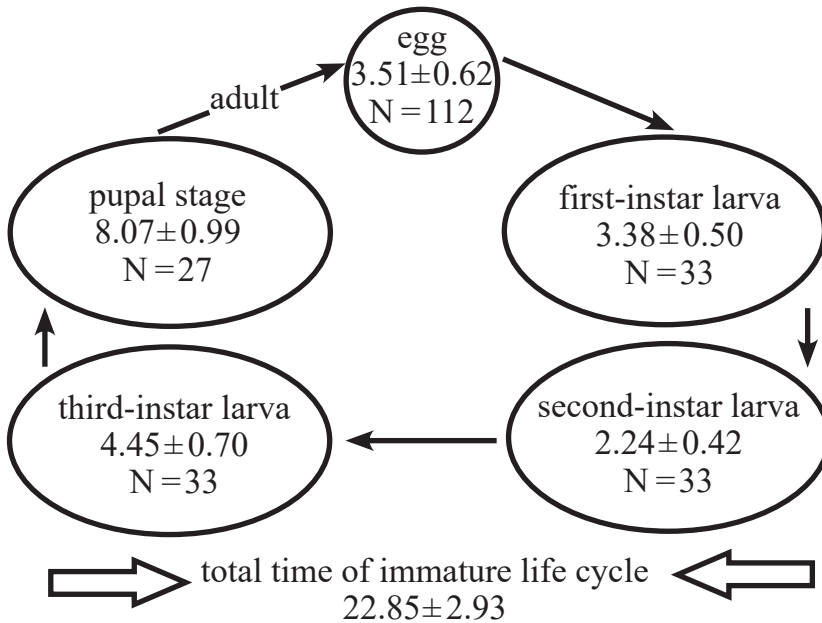 egg
3.51±0.62
N=112
adult
first-instar larva
3.38±0.50
N=33
second-instar larva
2.24±0.42
N=33
third-instar larva
4.45±0.70
N=33
pupal stage
8.07±0.99
N=27
total time of immature life cycle
22.85±2.93